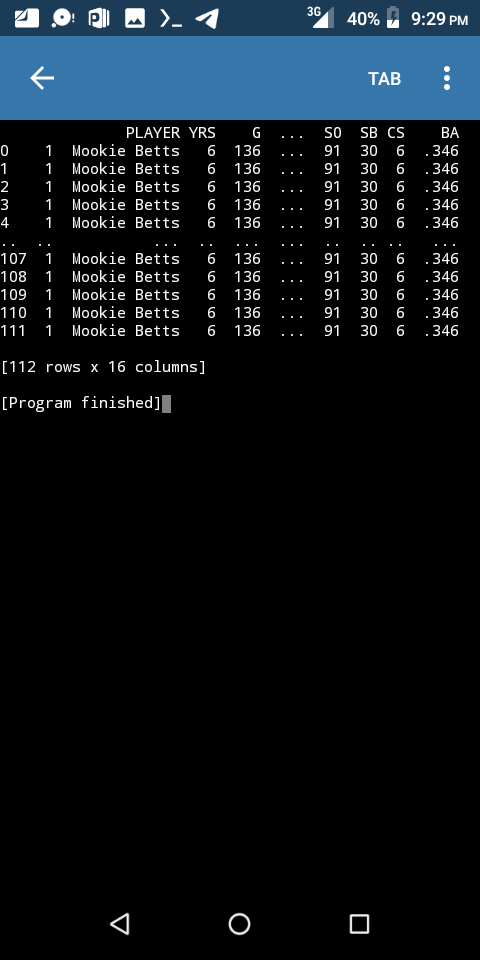 3G 40% 9:29 PM
TAB
PLAYER YRS G ... SO SB CS BA
0 1 Mookie Betts 6 136 ... 91 30 6 .346
1 1 Mookie Betts 6 136 ... 91 30 6 .346
2 1 Mookie Betts 6 136 ... 91 30 6 .346
3 1 Mookie Betts 6 136 ... 91 30 6 .346
4 1 Mookie Betts 6 136 ... 91 30 6 .346
.. .. ... .. ... ... .. .. .. ...
107 1 Mookie Betts 6 136 ... 91 30 6 .346
108 1 Mookie Betts 6 136 ... 91 30 6 .346
109 1 Mookie Betts 6 136 ... 91 30 6 .346
110 1 Mookie Betts 6 136 ... 91 30 6 .346
111 1 Mookie Betts 6 136 ... 91 30 6 .346
[112 rows x 16 columns]
[Program finished]